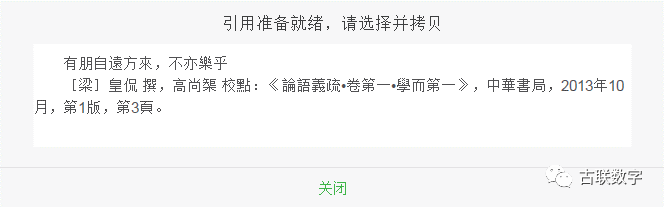 引用准备就绪，请选择并拷贝
有朋自遠方來，不亦樂乎
［梁］皇侃 撰，高尚榘 校點：《論語義疏•卷第一•學而第一》，中華書局，2013年10
月，第1版，第3頁。
关闭
古联数字